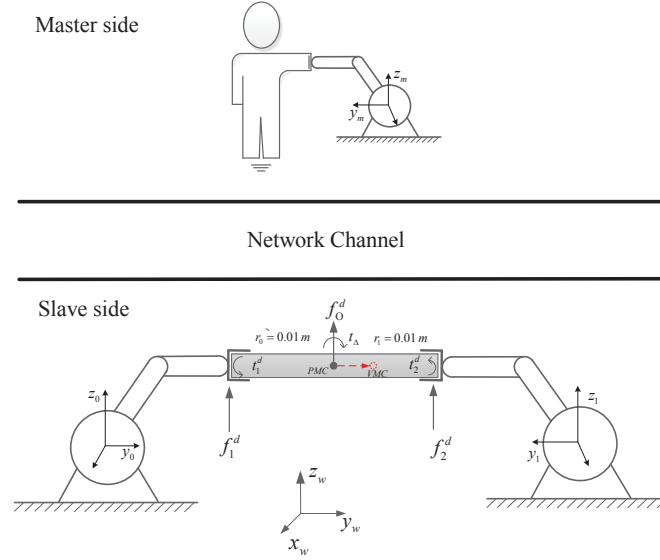 Master side
z_m
y_m
Network Channel
Slave side
f_O^d
r_0 = 0.01 m
t_Δ
r_1 = 0.01 m
t_1^d
PMC
VMC
t_2^d
z_0
y_0
f_1^d
f_2^d
z_1
y_1
z_w
y_w
x_w